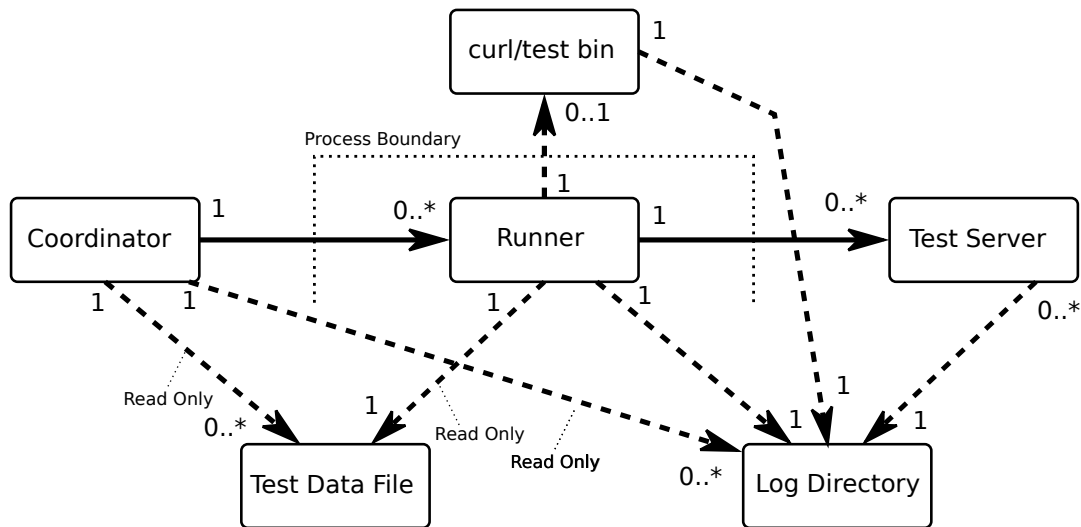 1
curl/test bin
0..1
Process Boundary
1
1
0..*
1
0..*
Coordinator
Runner
Test Server
1
1
1
1
0..*
Read Only
1
1
0..*
Read Only
1
1
Read Only
0..*
Test Data File
Log Directory